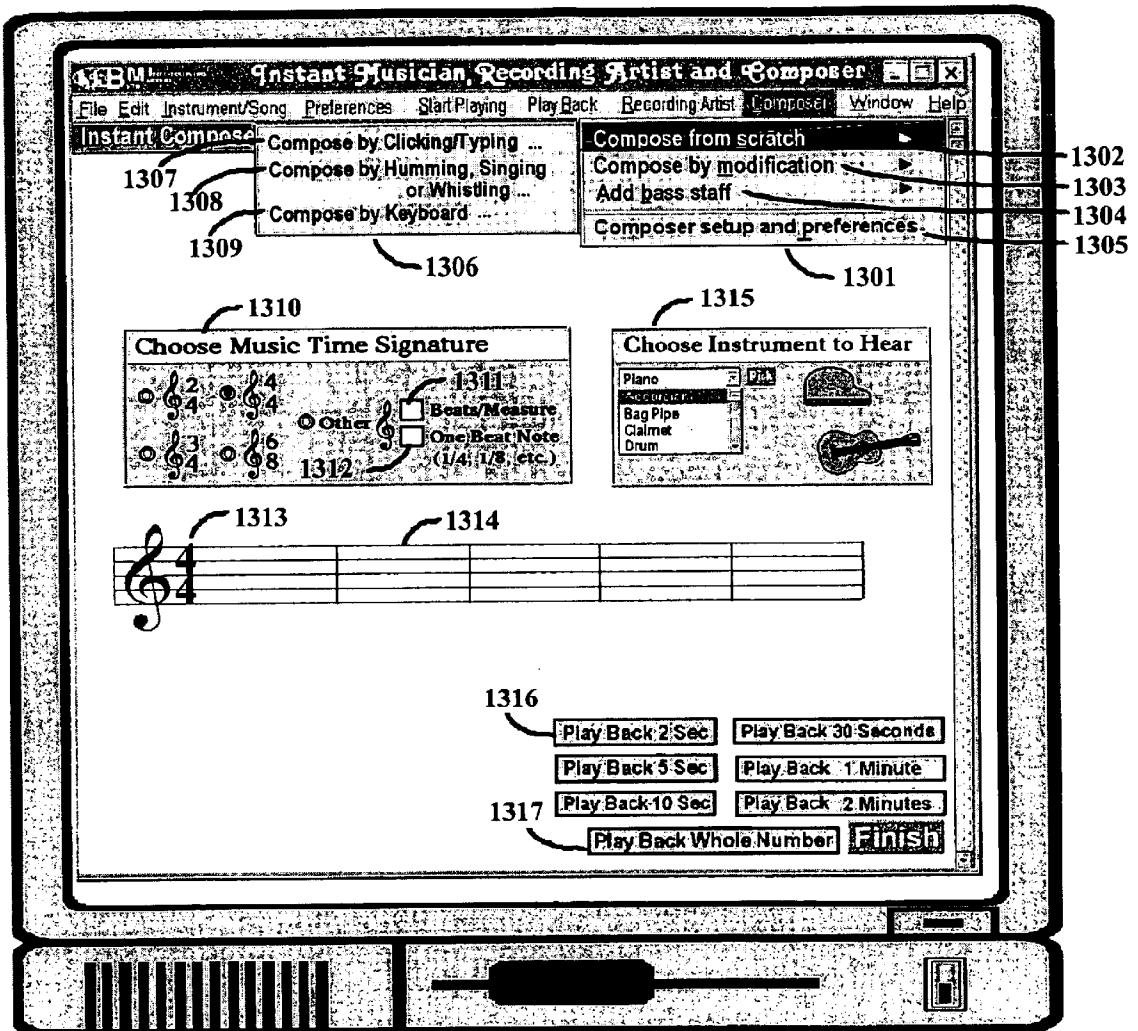 Instant Musician, Recording Artist and Composer
File Edit Instrument/Song Preferences Start Playing Play Back Recording Artist Composer Window Help
Instant Compose
Compose by Clicking/Typing ...
Compose by Humming, Singing
or Whistling ...
Compose by Keyboard ...
Compose from scratch
Compose by modification
Add bass staff
Composer setup and preferences
1307
1308
1309
1306
1302
1303
1304
1305
1301
1310
1315
Choose Music Time Signature
2
4
4
4
3
4
6
8
Other
1311
Beats/Measure
One Beat Note
1312
(1/4, 1/8, etc.)
Choose Instrument to Hear
Piano
Bag Pipe
Clairnet
Drum
1313
1314
4
4
1316
Play Back 2 Sec Play Back 30 Seconds
Play Back 5 Sec Play Back 1 Minute
Play Back 10 Sec Play Back 2 Minutes
1317
Play Back Whole Number Finish